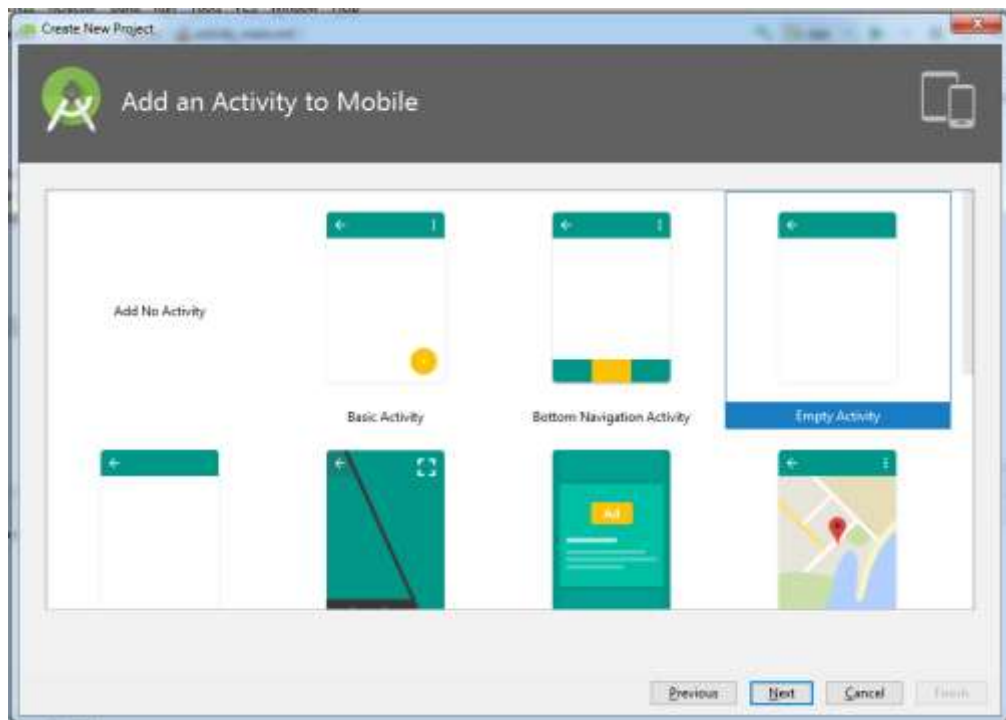 Create New Project
Add an Activity to Mobile
Add No Activity
Basic Activity
Bottom Navigation Activity
Empty Activity
Ad
Previous
Next
Cancel
Finish